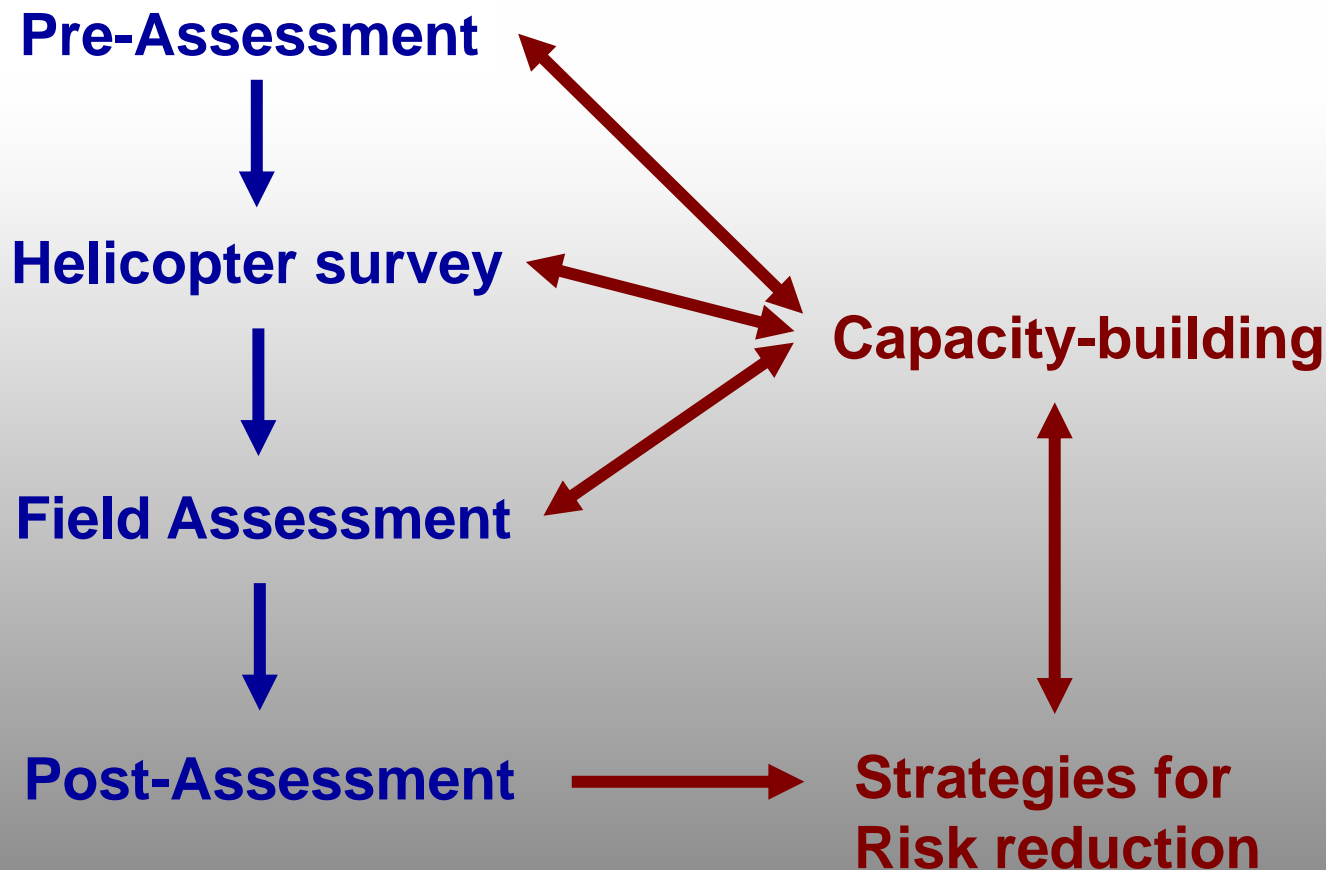 Pre-Assessment
Helicopter survey
Capacity-building
Field Assessment
Post-Assessment
Strategies for
Risk reduction